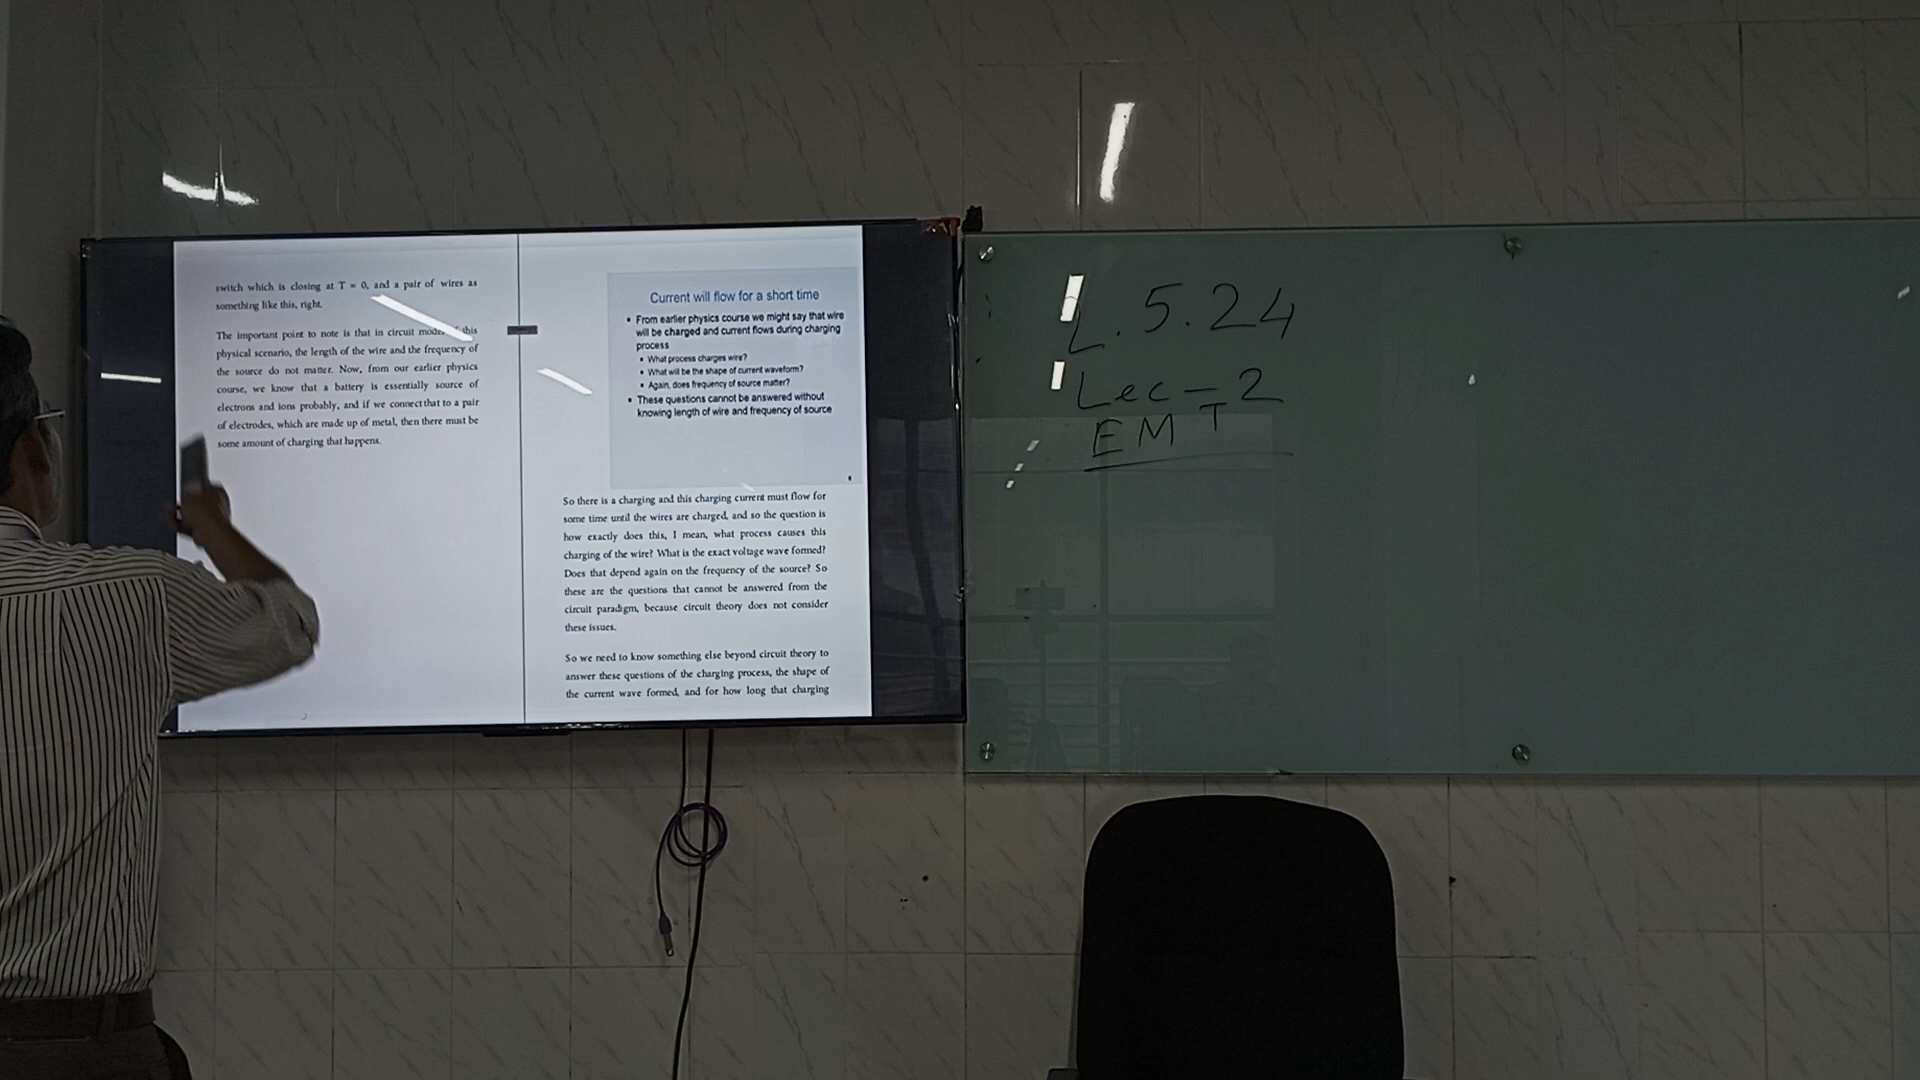 switch which is closing at T = 0, and a pair of wires as
something like this, right.
The important point to note is that in circuit this
physical scenario, the length of the wire and the frequency of
the source do not matter. Now, from our earlier physics
course, we know that a battery is essentially source of
electrons and ions probably, and if we connect that to a pair
of electrodes, which are made up of metal, then there must be
some amount of charging that happens.
Current will flow for a short time
• From earlier physics course we might say that wire
will be charged and current flows during charging
process
• What process charges wire?
• What will be the shape of current waveform?
• Again, does frequency of source matter?
• These questions cannot be answered without
knowing length of wire and frequency of source
So there is a charging and this charging current must flow for
some time until the wires are charged, and so the question is
how exactly does this, I mean, what process causes this
charging of the wire? What is the exact voltage wave formed?
Does that depend again on the frequency of the source? So
these are the questions that cannot be answered from the
circuit paradigm, because circuit theory does not consider
these issues.
So we need to know something else beyond circuit theory to
answer these questions of the charging process, the shape of
the current wave formed, and for how long that charging
.5.24
Lec-2
EMT